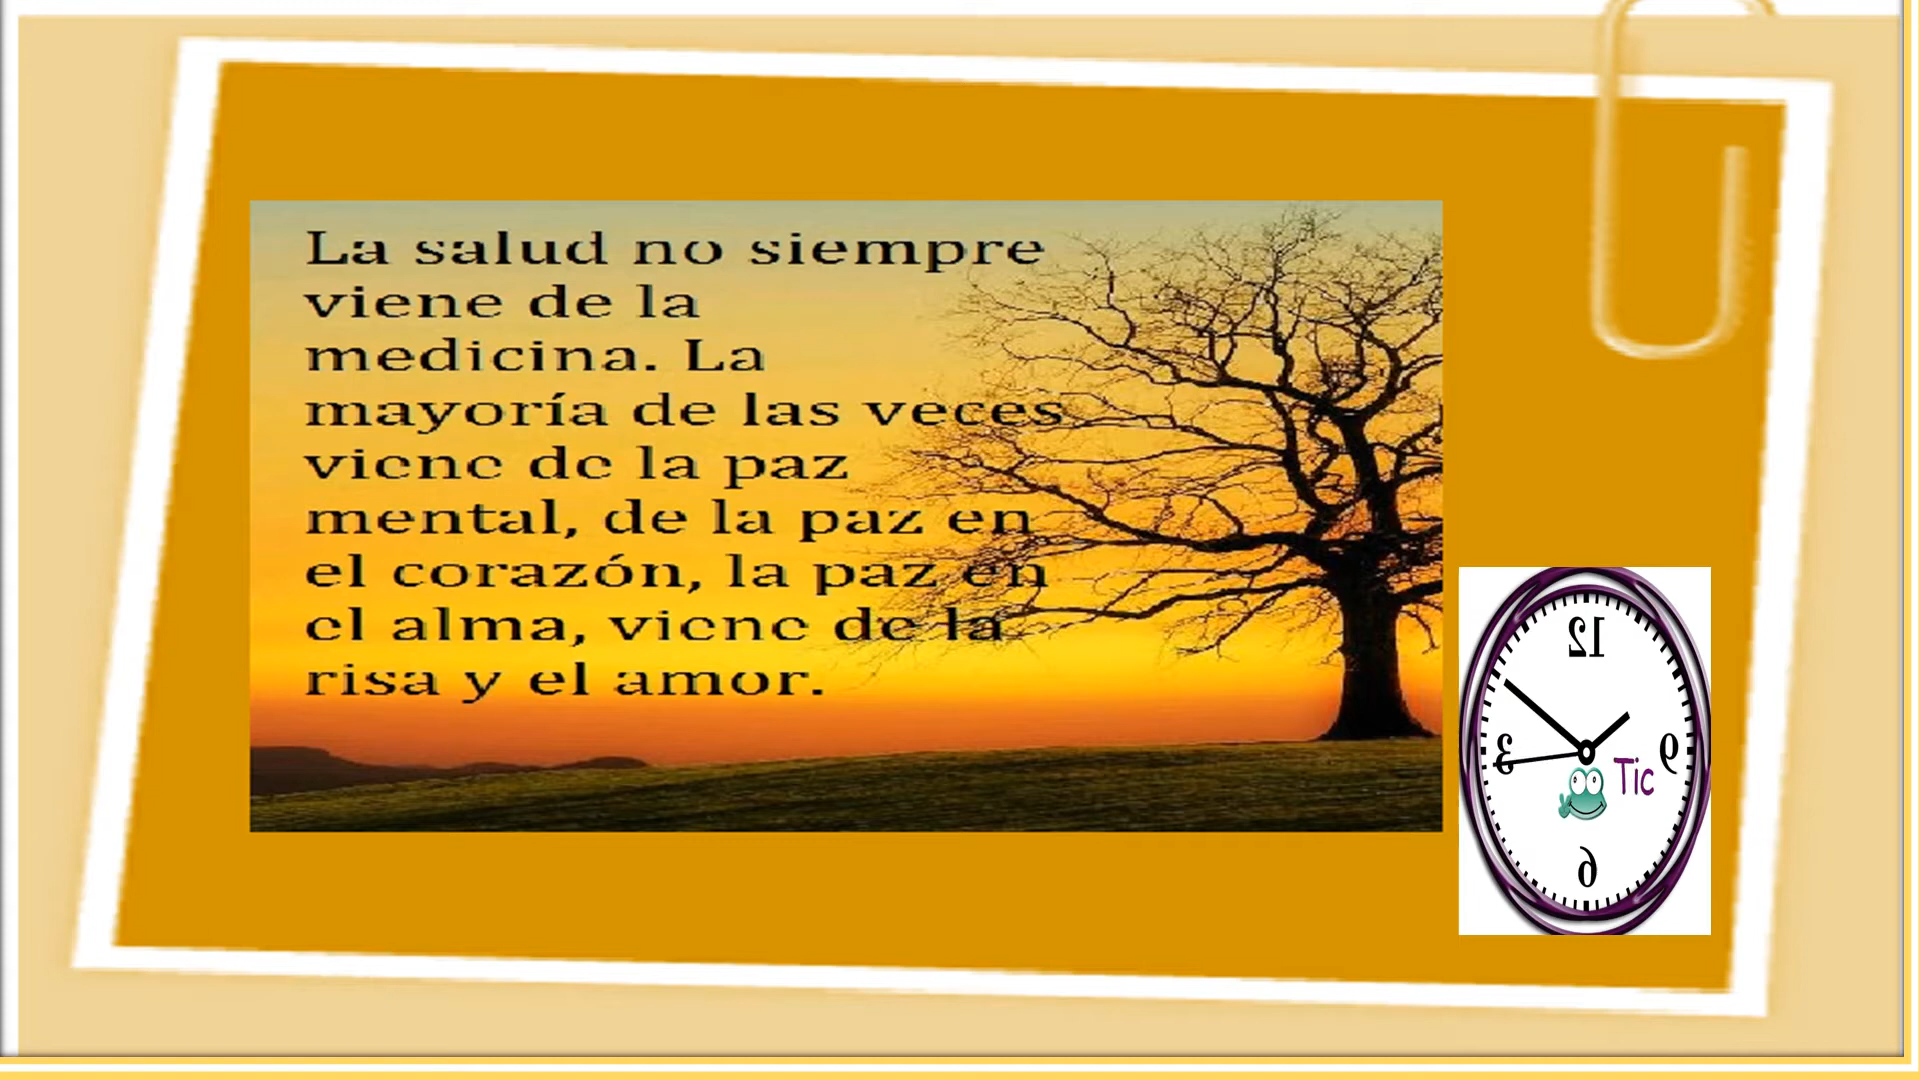 La salud no siempre
viene de la
medicina. La
mayoría de las veces
viene de la paz
mental, de la paz en
el corazón, la paz en
el alma, viene de la
risa y el amor.
12
3
9
Tic
6